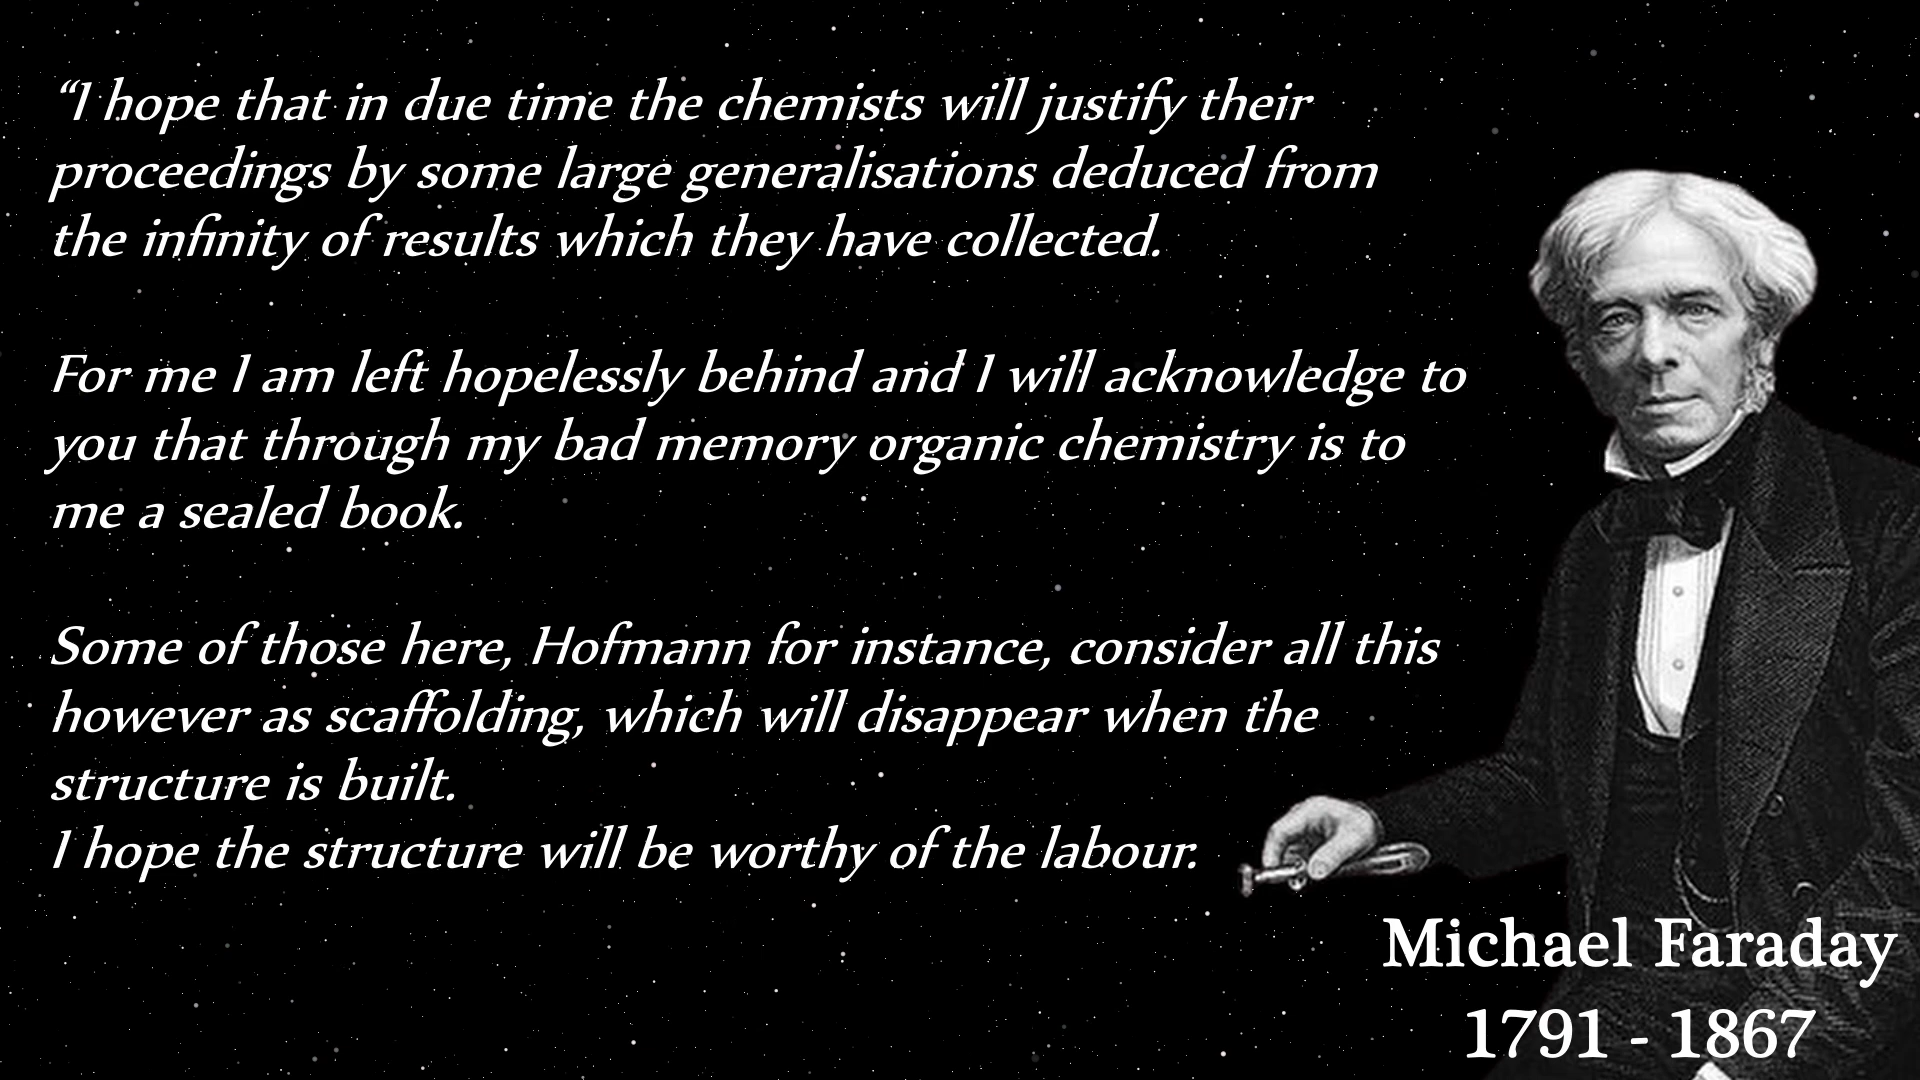 “I hope that in due time the chemists will justify their
proceedings by some large generalisations deduced from
the infinity of results which they have collected.
For me I am left hopelessly behind and I will acknowledge to
you that through my bad memory organic chemistry is to
me a sealed book.
Some of those here, Hofmann for instance, consider all this
however as scaffolding, which will disappear when the
structure is built.
I hope the structure will be worthy of the labour.
Michael Faraday
1791 - 1867